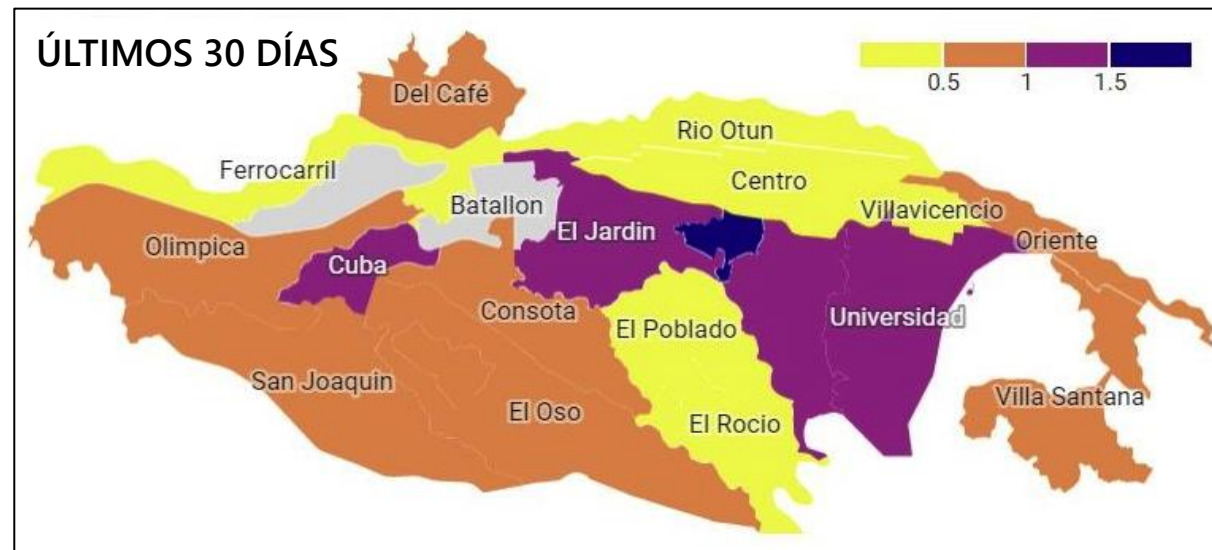 ÚLTIMOS 30 DÍAS
0.5 1 1.5
Del Café
Rio Otun
Ferrocarril
Centro
Batallon
Villavicencio
El Jardin
Olimpica
Oriente
Cuba
Consota
Universidad
El Poblado
San Joaquin
Villa Santana
El Oso
El Rocio